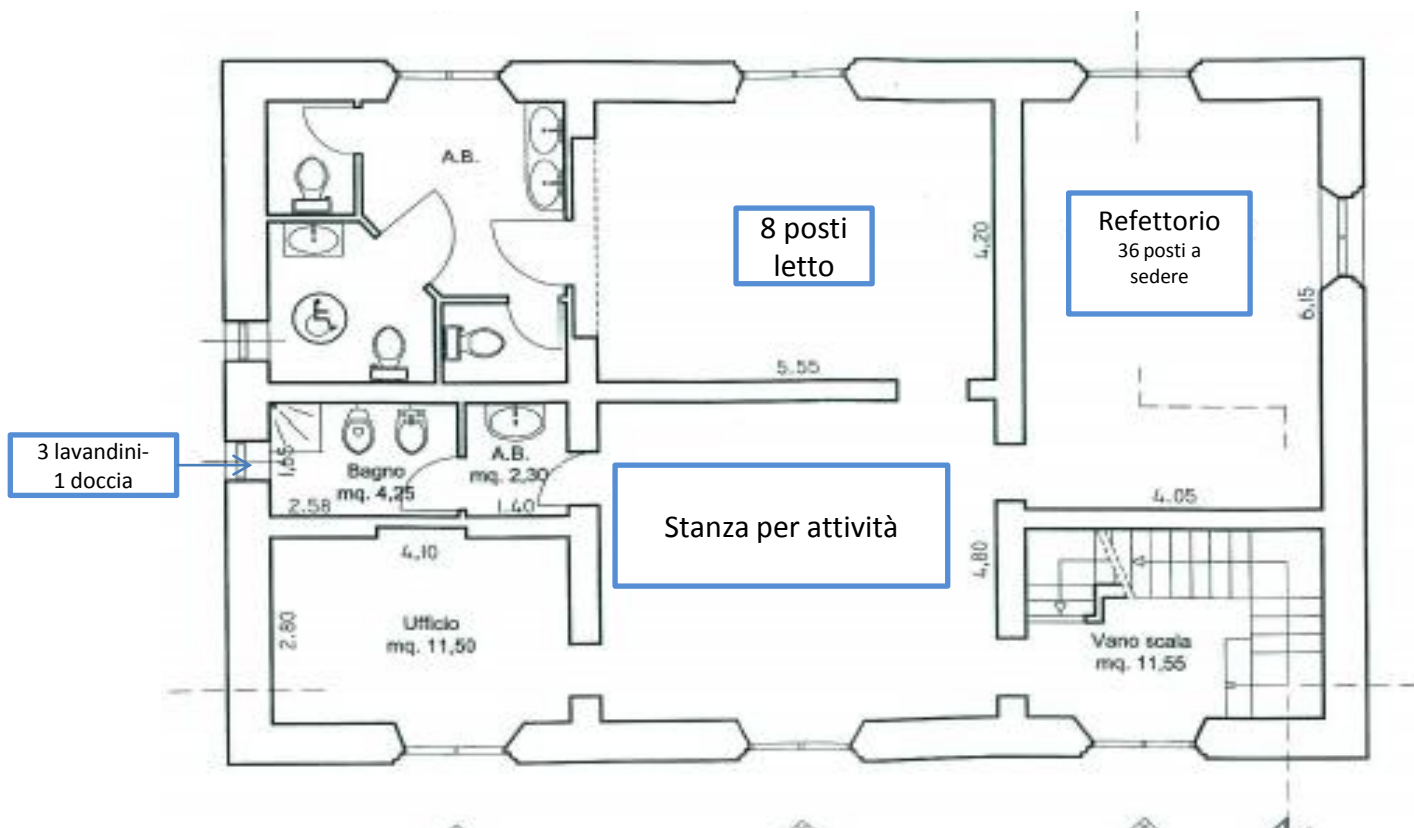 A.B.
8 posti
letto
4,20
Refettorio
36 posti a
sedere
6,15
5.55
3 lavandini-
1 doccia
1,65
Bagno
mq. 4,25
2.58
A.B.
mq. 2,30
1.40
Stanza per attività
4.05
4,10
4,80
2.80
Ufficio
mq. 11,50
Vano scala
mq. 11,55